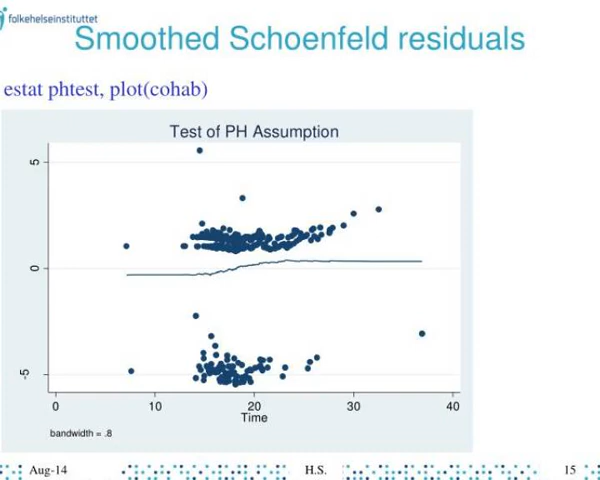 folkehelseinstituttet
Smoothed Schoenfeld residuals
estat phtest, plot(cohab)
Test of PH Assumption
5
0
-5
0 10 20 30 40
Time
bandwidth = .8
Aug-14 H.S. 15